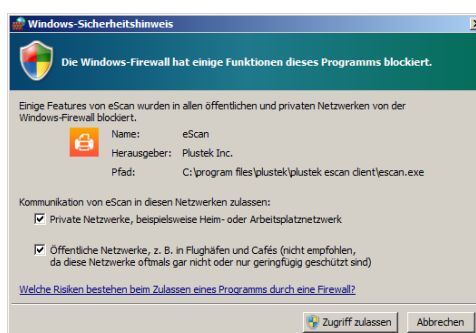 Windows-Sicherheitshinweis
Die Windows-Firewall hat einige Funktionen dieses Programms blockiert.
Einige Features von eScan wurden in allen öffentlichen und privaten Netzwerken von der
Windows-Firewall blockiert.
Name: eScan
Herausgeber: Plustek Inc.
Pfad: C:\program files\plustek\plustek escan client\escan.exe
Kommunikation von eScan in diesen Netzwerken zulassen:
Private Netzwerke, beispielsweise Heim- oder Arbeitsplatznetzwerk
Öffentliche Netzwerke, z. B. in Flughäfen und Cafés (nicht empfohlen,
da diese Netzwerke oftmals gar nicht oder nur geringfügig geschützt sind)
Welche Risiken bestehen beim Zulassen eines Programms durch eine Firewall?
Zugriff zulassen Abbrechen